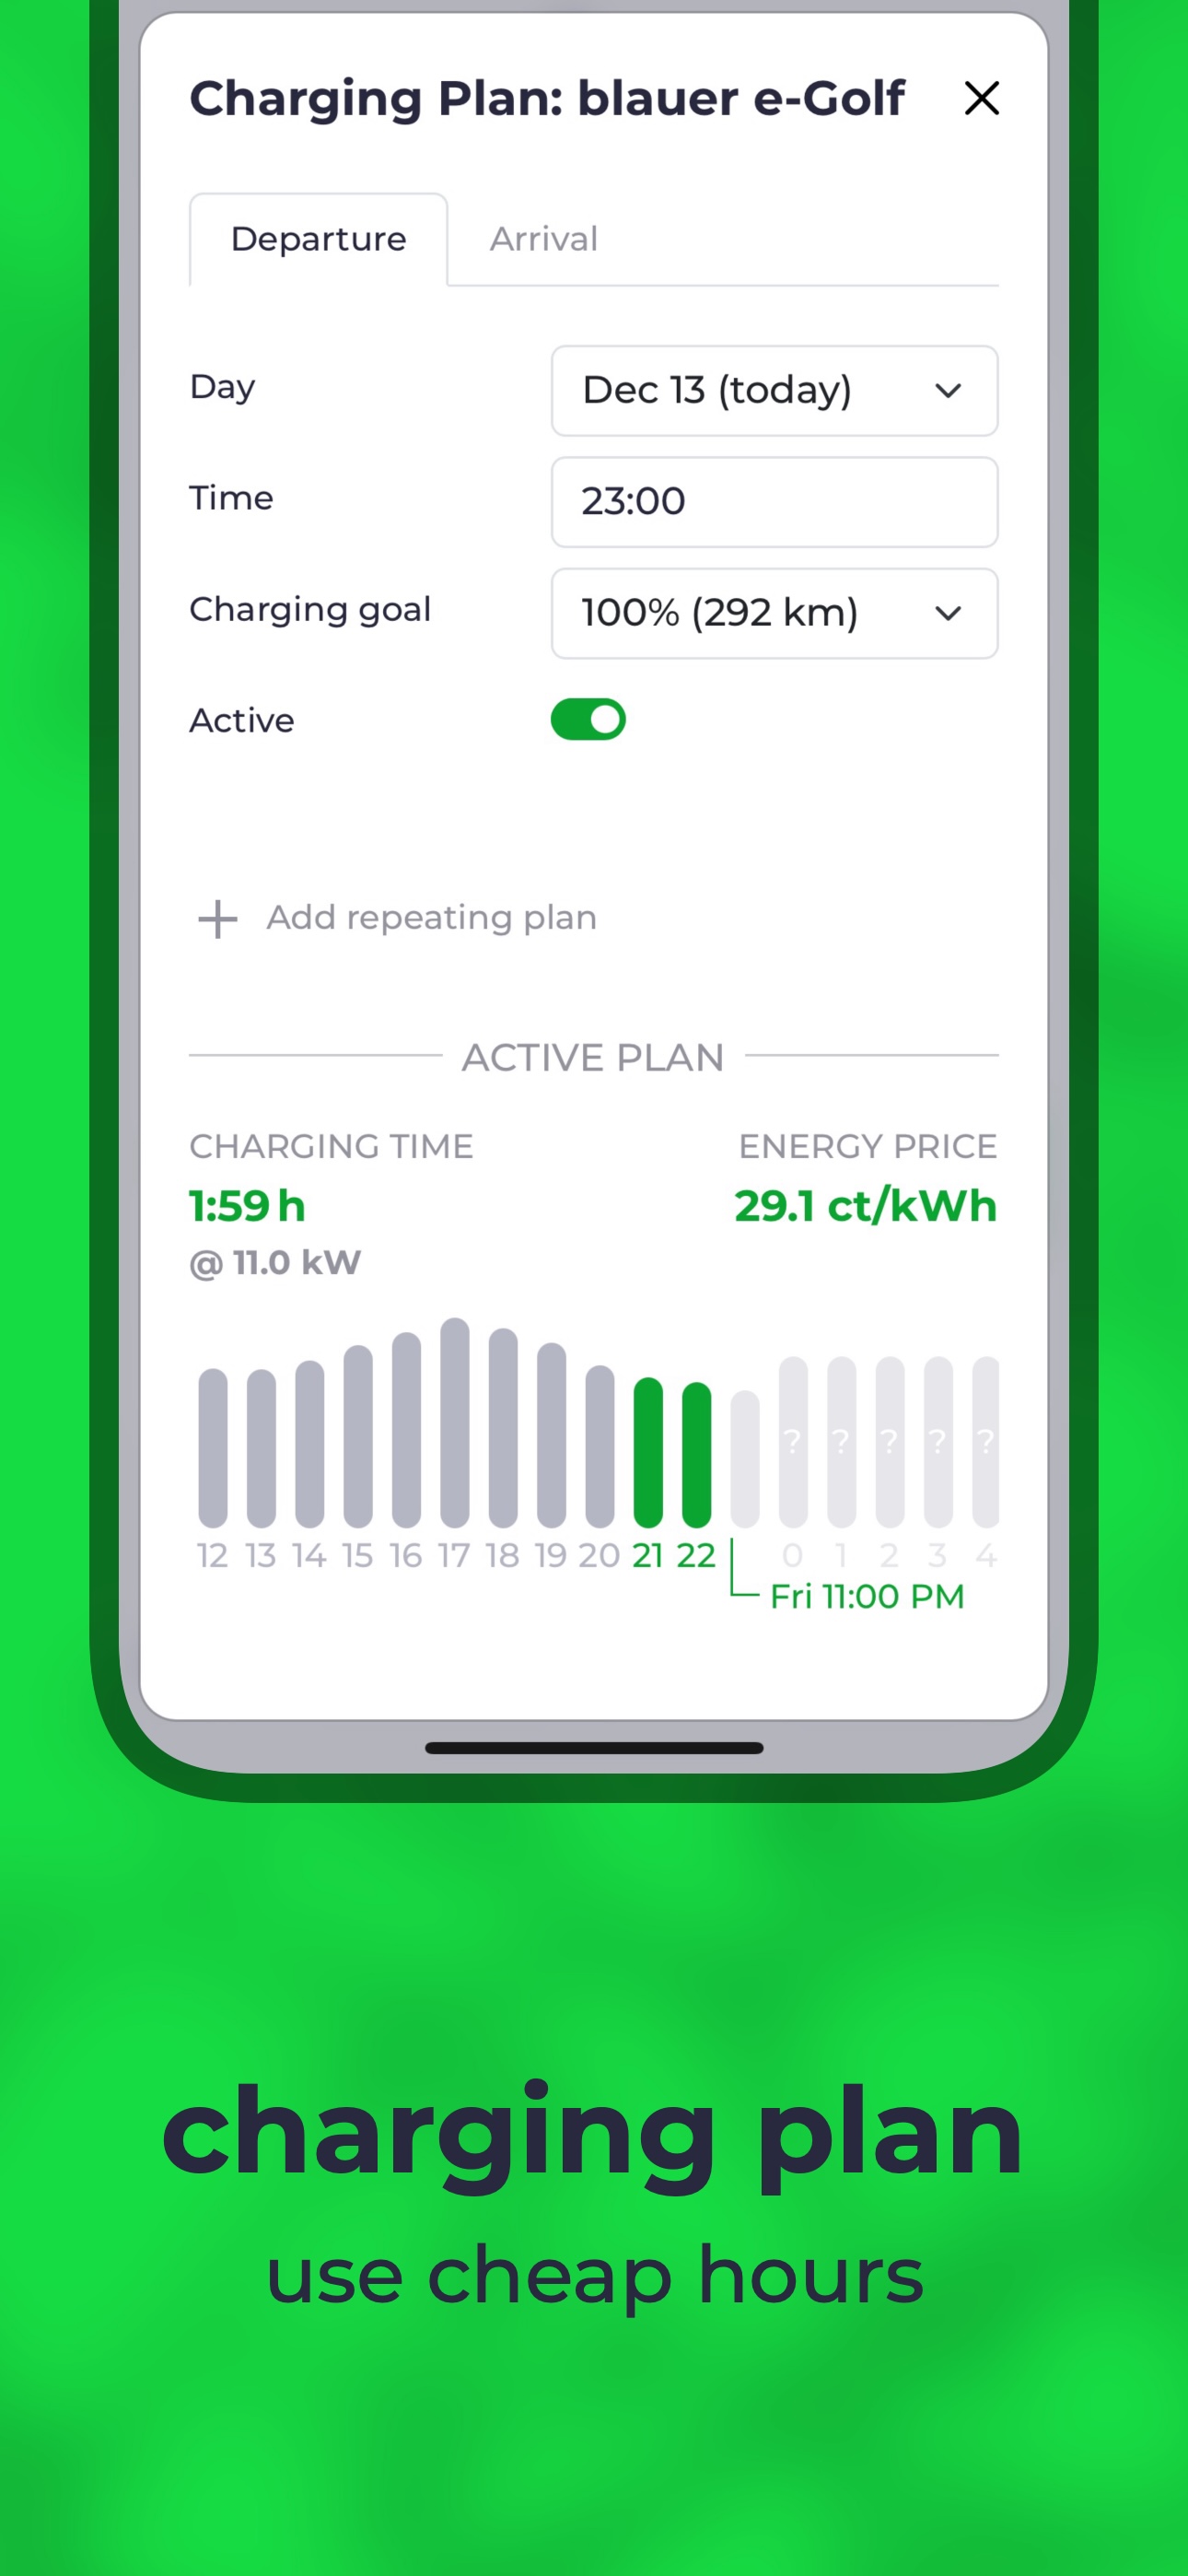 Charging Plan: blauer e-Golf
Departure Arrival
Day Dec 13 (today)
Time 23:00
Charging goal 100% (292 km)
Active
Add repeating plan
ACTIVE PLAN
CHARGING TIME ENERGY PRICE
1:59 h 29.1 ct/kWh
@ 11.0 kW
? ? ? ? ?
12 13 14 15 16 17 18 19 20 21 22 0 1 2 3 4
Fri 11:00 PM
charging plan
use cheap hours